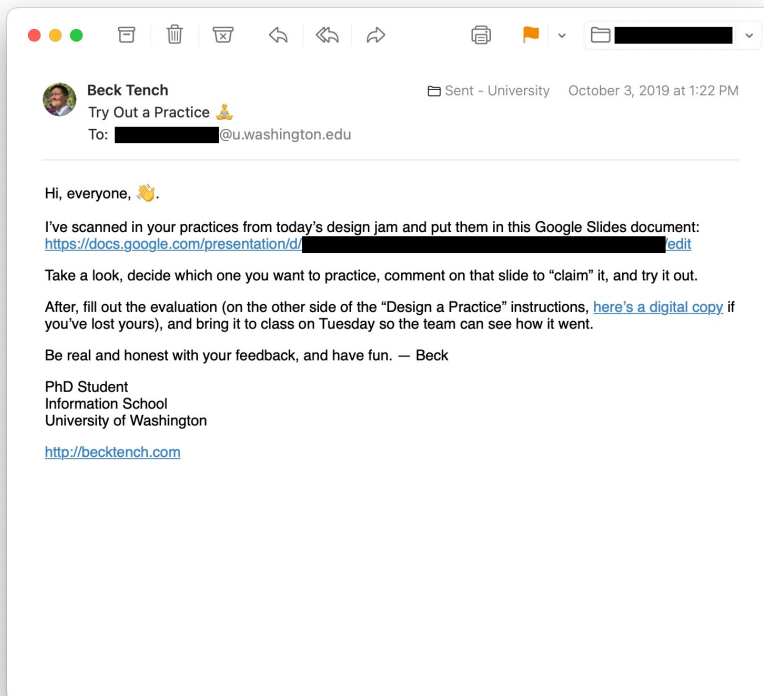 Beck Tench
Sent - University
October 3, 2019 at 1:22 PM
Try Out a Practice 🧘
To: @u.washington.edu
Hi, everyone, 👋.
I’ve scanned in your practices from today’s design jam and put them in this Google Slides document:
https://docs.google.com/presentation/d/ /edit
Take a look, decide which one you want to practice, comment on that slide to “claim” it, and try it out.
After, fill out the evaluation (on the other side of the “Design a Practice” instructions, here’s a digital copy if
you’ve lost yours), and bring it to class on Tuesday so the team can see how it went.
Be real and honest with your feedback, and have fun. — Beck
PhD Student
Information School
University of Washington
http://becktench.com